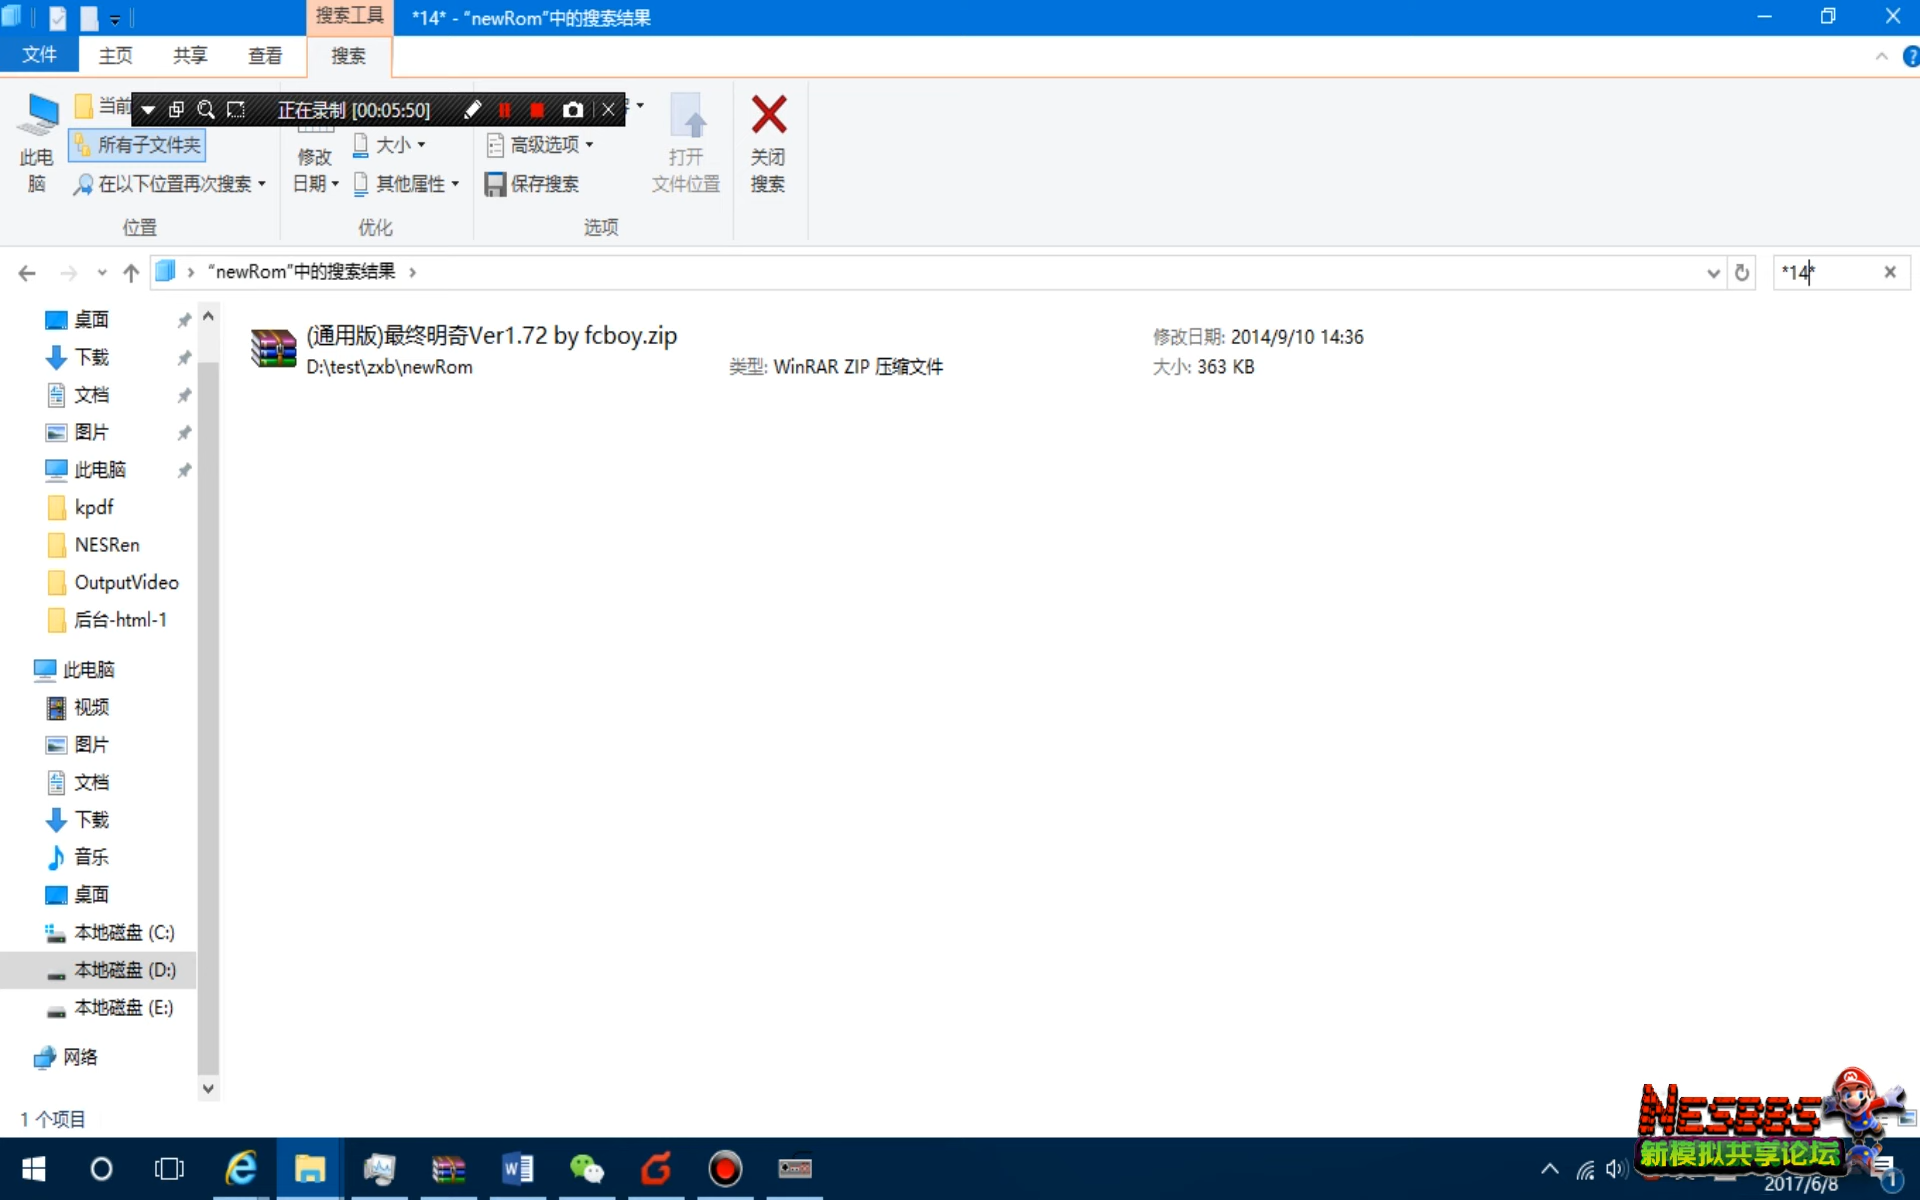 搜索工具
*14* - “newRom”中的搜索结果
文件
主页
共享
查看
搜索
当前
正在录制 [00:05:50]
此电脑
所有子文件夹
在以下位置再次搜索
位置
修改日期
大小
其他属性
优化
高级选项
保存搜索
选项
打开
文件位置
关闭
搜索
“newRom”中的搜索结果
*14*
桌面
下载
文档
图片
此电脑
kpdf
NESRen
OutputVideo
后台-html-1
此电脑
视频
图片
文档
下载
音乐
桌面
本地磁盘 (C:)
本地磁盘 (D:)
本地磁盘 (E:)
网络
(通用版)最终明奇Ver1.72 by fcboy.zip
D:\test\zxb\newRom
类型: WinRAR ZIP 压缩文件
修改日期: 2014/9/10 14:36
大小: 363 KB
1 个项目
NESBBS
新模拟共享论坛
2017/6/8
1